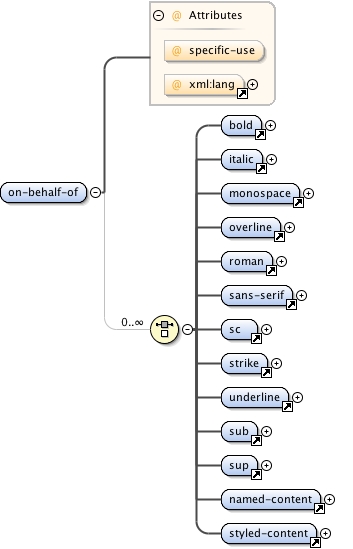 Attributes
@ specific-use
@ xml:lang
bold
italic
on-behalf-of
monospace
overline
roman
sans-serif
0..∞
sc
strike
underline
sub
sup
named-content
styled-content